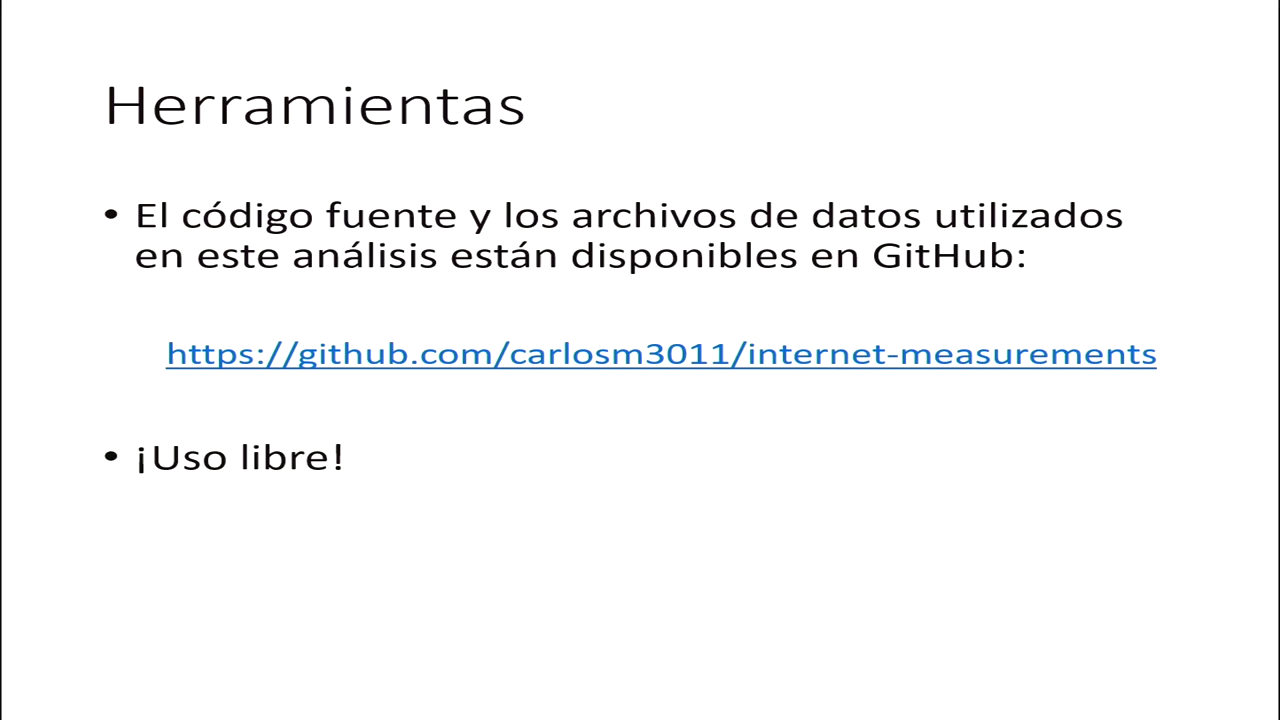 Herramientas
• El código fuente y los archivos de datos utilizados
en este análisis están disponibles en GitHub:
https://github.com/carlosm3011/internet-measurements
• ¡Uso libre!